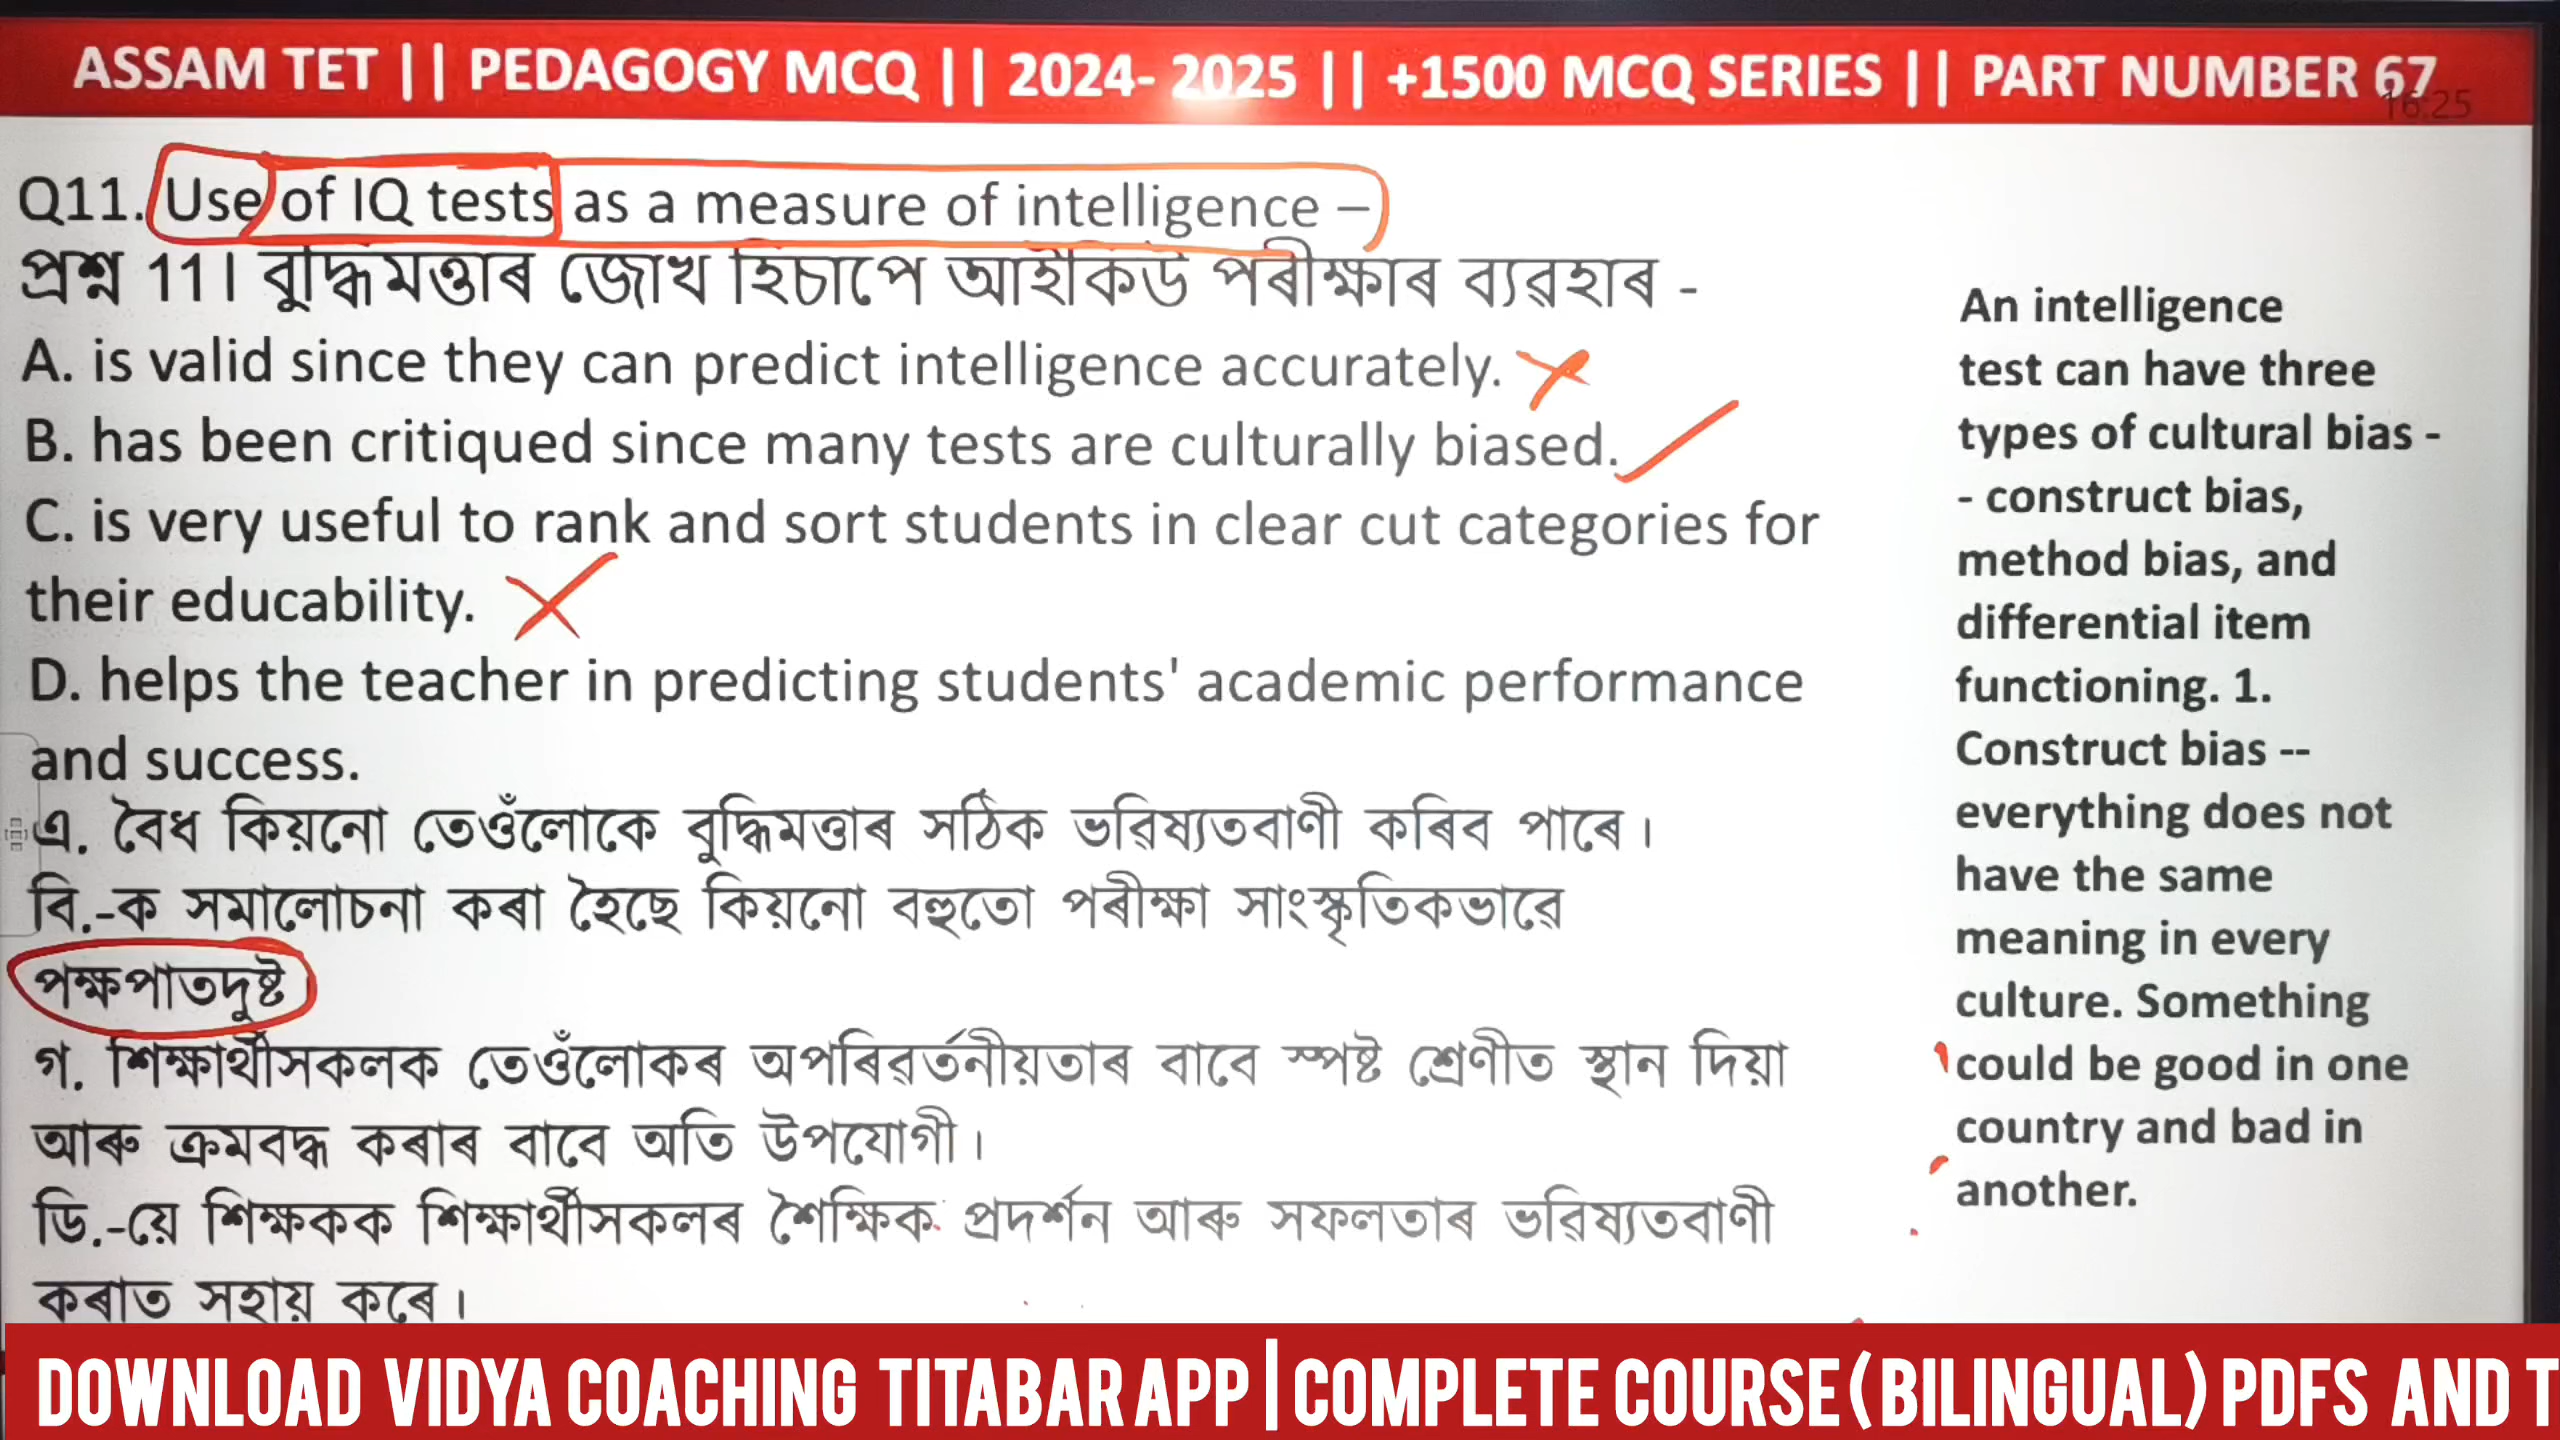 ASSAM TET || PEDAGOGY MCQ || 2024- 2025 || +1500 MCQ SERIES || PART NUMBER 67
16:25
Q11. Use of IQ tests as a measure of intelligence –
প্ৰশ্ন 11। বুদ্ধিমত্তাৰ জোখ হিচাপে আইকিউ পৰীক্ষাৰ ব্যৱহাৰ -
A. is valid since they can predict intelligence accurately.
B. has been critiqued since many tests are culturally biased.
C. is very useful to rank and sort students in clear cut categories for
their educability.
D. helps the teacher in predicting students' academic performance
and success.
এ. বৈধ কিয়নো তেওঁলোকে বুদ্ধিমত্তাৰ সঠিক ভৱিষ্যতবাণী কৰিব পাৰে।
বি.-ক সমালোচনা কৰা হৈছে কিয়নো বহুতো পৰীক্ষা সাংস্কৃতিকভাৱে
পক্ষপাতদুষ্ট
গ. শিক্ষাৰ্থীসকলক তেওঁলোকৰ অপৰিৱৰ্তনীয়তাৰ বাবে স্পষ্ট শ্ৰেণীত স্থান দিয়া
আৰু ক্ৰমবদ্ধ কৰাৰ বাবে অতি উপযোগী।
ডি.-য়ে শিক্ষকক শিক্ষাৰ্থীসকলৰ শৈক্ষিক প্ৰদৰ্শন আৰু সফলতাৰ ভৱিষ্যতবাণী
কৰাত সহায় কৰে।
An intelligence
test can have three
types of cultural bias -
- construct bias,
method bias, and
differential item
functioning. 1.
Construct bias --
everything does not
have the same
meaning in every
culture. Something
could be good in one
country and bad in
another.
DOWNLOAD VIDYA COACHING TITABAR APP | COMPLETE COURSE (BILINGUAL) PDFS AND T